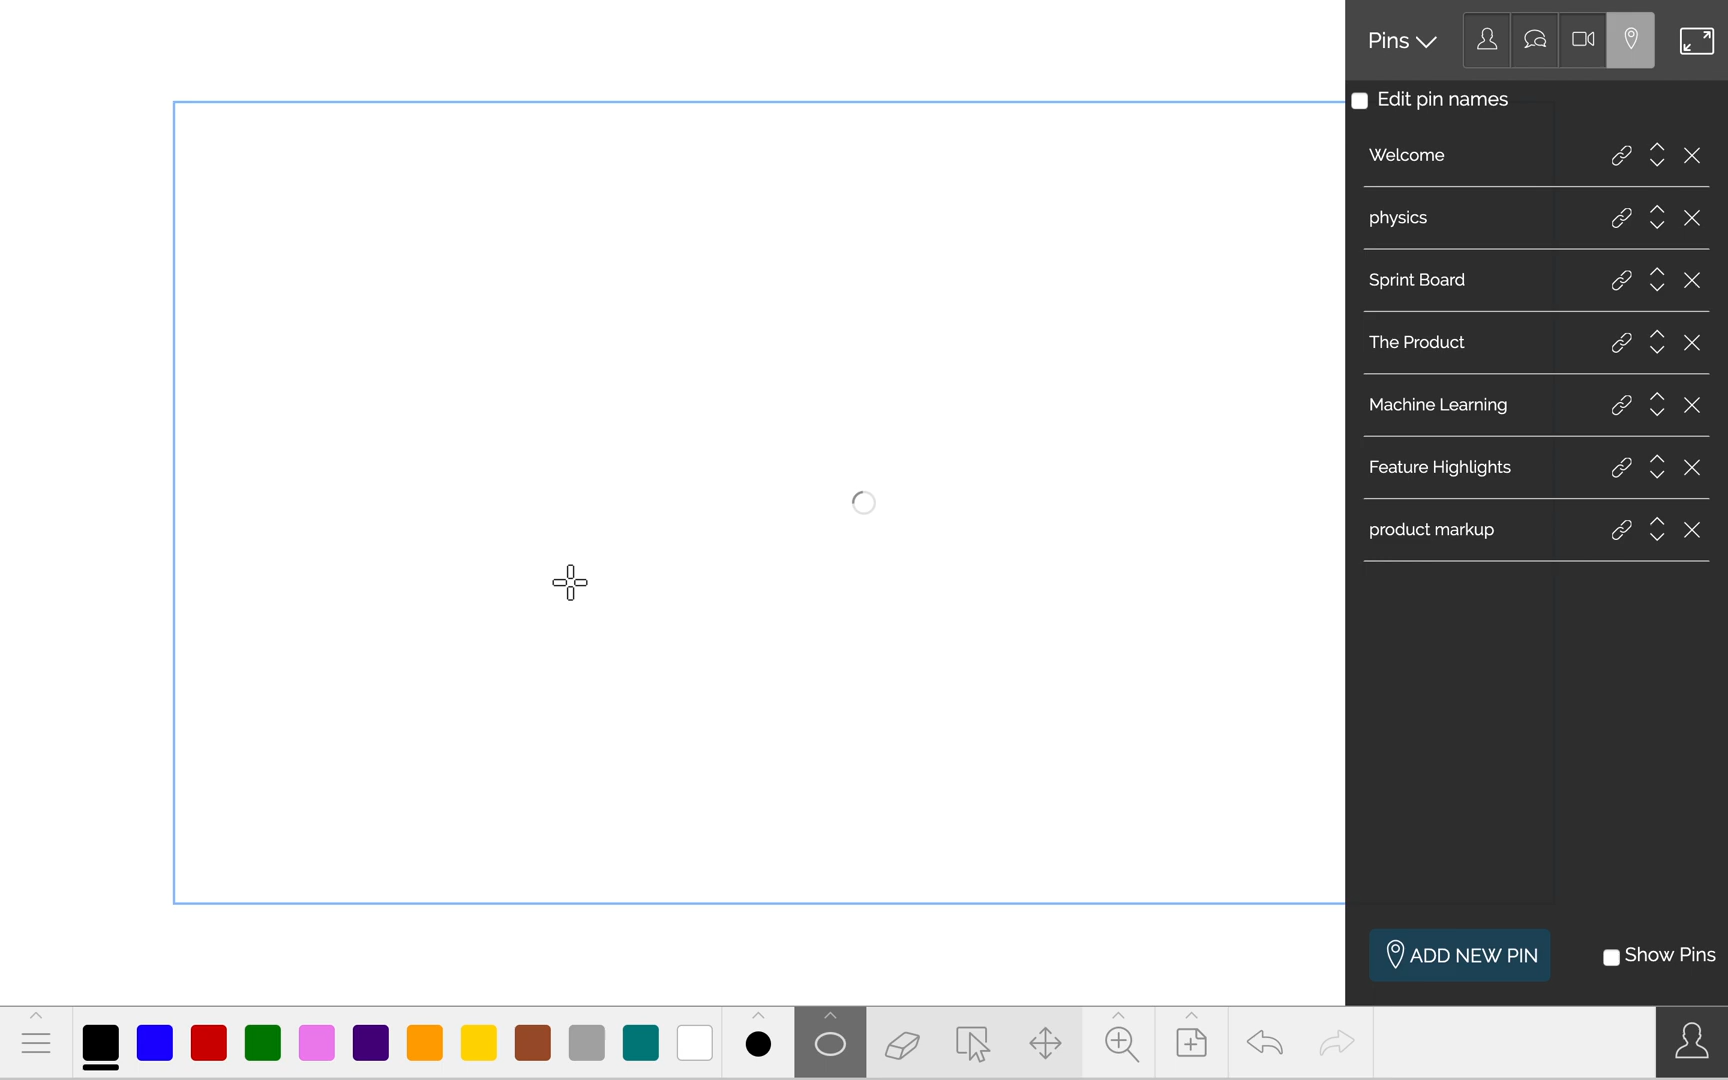 Pins
Edit pin names
Welcome
physics
Sprint Board
The Product
Machine Learning
Feature Highlights
product markup
ADD NEW PIN
Show Pins